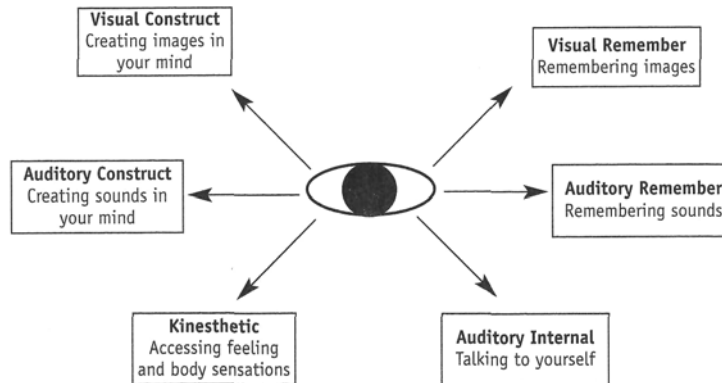 Visual Construct
Creating images in
your mind
Visual Remember
Remembering images
Auditory Construct
Creating sounds in
your mind
Auditory Remember
Remembering sounds
Kinesthetic
Accessing feeling
and body sensations
Auditory Internal
Talking to yourself